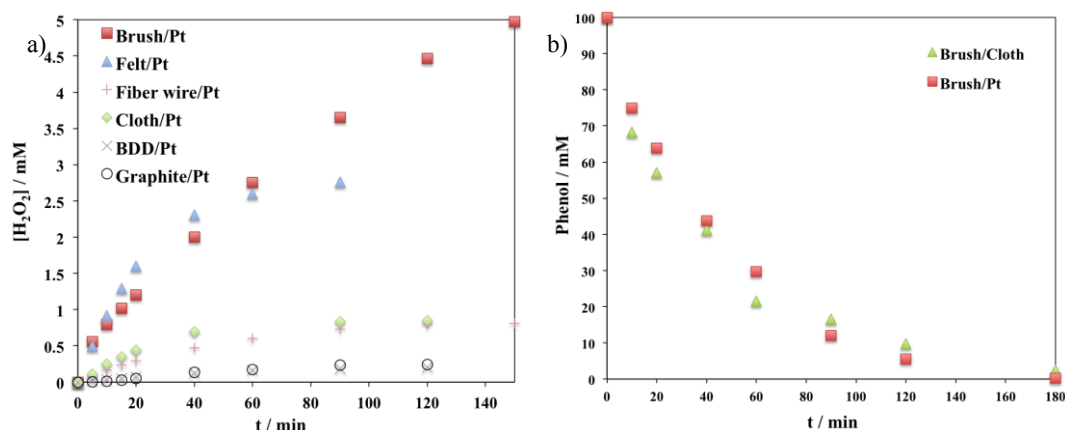 a)
[H₂O₂] / mM
5
4.5
4
3.5
3
2.5
2
1.5
1
0.5
0
Brush/Pt
Felt/Pt
Fiber wire/Pt
Cloth/Pt
BDD/Pt
Graphite/Pt
0 20 40 60 80 100 120 140
t / min
b)
Phenol / mM
100
90
80
70
60
50
40
30
20
10
0
Brush/Cloth
Brush/Pt
0 20 40 60 80 100 120 140 160 180
t / min